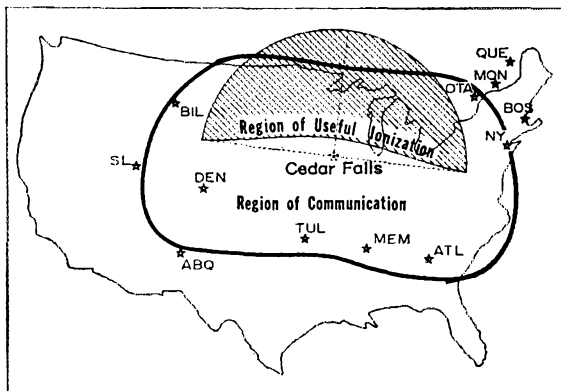 QUE
MON
OTA
BOS
BIL
NY
Region of Useful Ionization
Cedar Falls
SL
DEN
Region of Communication
TUL
MEM
ATL
ABQ